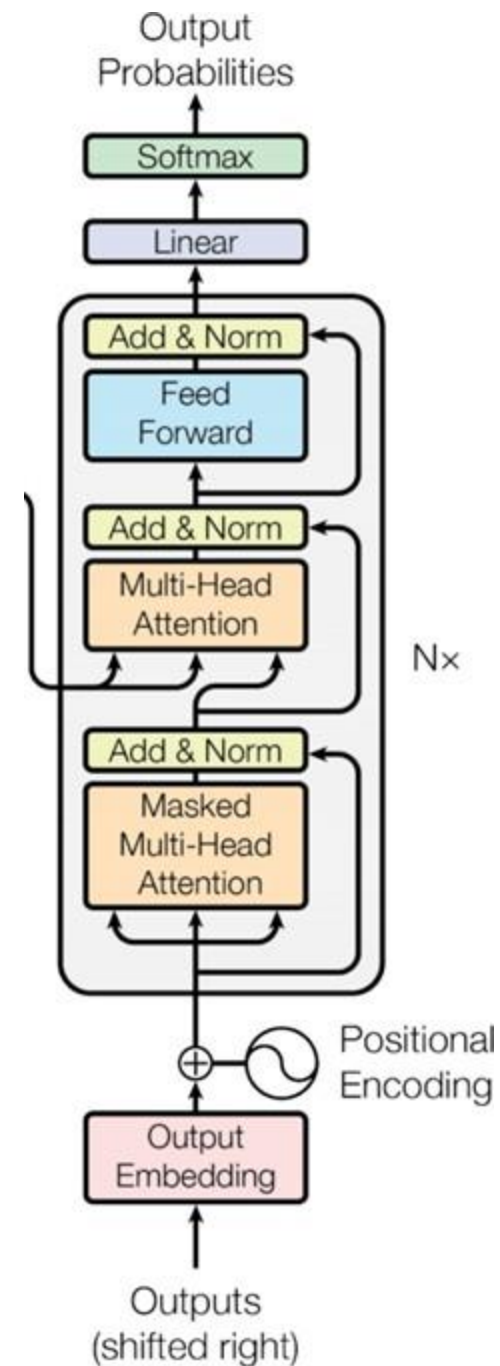 Output
Probabilities
Softmax
Linear
Add & Norm
Feed
Forward
Add & Norm
Multi-Head
Attention
N×
Add & Norm
Masked
Multi-Head
Attention
Positional
Encoding
Output
Embedding
Outputs
(shifted right)